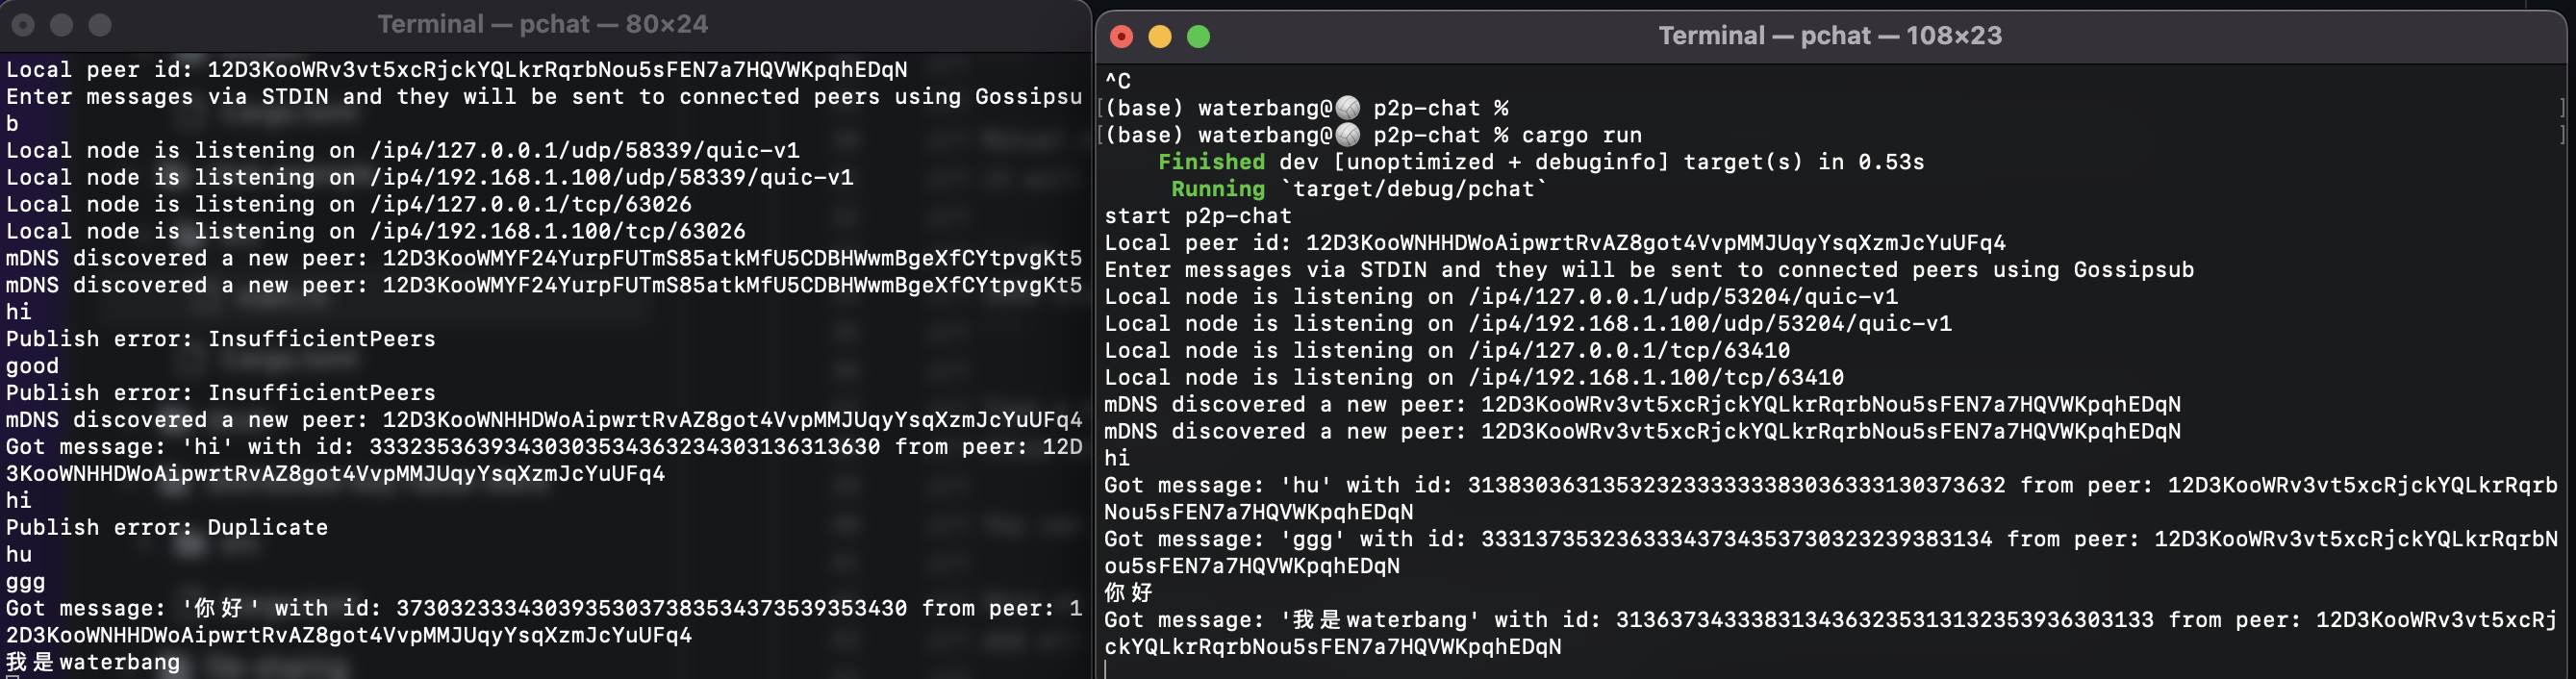 Terminal — pchat — 80×24
Local peer id: 12D3KooWRv3vt5xcRjckYQLkrRqrbNou5sFEN7a7HQVWKpqhEDqN
Enter messages via STDIN and they will be sent to connected peers using Gossipsu
b
Local node is listening on /ip4/127.0.0.1/udp/58339/quic-v1
Local node is listening on /ip4/192.168.1.100/udp/58339/quic-v1
Local node is listening on /ip4/127.0.0.1/tcp/63026
Local node is listening on /ip4/192.168.1.100/tcp/63026
mDNS discovered a new peer: 12D3KooWMYF24YurpFUTmS85atkMfU5CDBHWwmBgeXfCYtpvgKt5
mDNS discovered a new peer: 12D3KooWMYF24YurpFUTmS85atkMfU5CDBHWwmBgeXfCYtpvgKt5
hi
Publish error: InsufficientPeers
good
Publish error: InsufficientPeers
mDNS discovered a new peer: 12D3KooWNHHDWoAipwrtRvAZ8got4VvpMMJUqyYsqXzmJcYuUFq4
Got message: 'hi' with id: 33323536393430303534363234303136313630 from peer: 12D
3KooWNHHDWoAipwrtRvAZ8got4VvpMMJUqyYsqXzmJcYuUFq4
hi
Publish error: Duplicate
hu
ggg
Got message: '你好' with id: 37303233343039353037383534373539353430 from peer: 1
2D3KooWNHHDWoAipwrtRvAZ8got4VvpMMJUqyYsqXzmJcYuUFq4
我是waterbang
Terminal — pchat — 108×23
^C
[(base) waterbang@🏐 p2p-chat % ]
[(base) waterbang@🏐 p2p-chat % cargo run ]
Finished dev [unoptimized + debuginfo] target(s) in 0.53s
Running `target/debug/pchat`
start p2p-chat
Local peer id: 12D3KooWNHHDWoAipwrtRvAZ8got4VvpMMJUqyYsqXzmJcYuUFq4
Enter messages via STDIN and they will be sent to connected peers using Gossipsub
Local node is listening on /ip4/127.0.0.1/udp/53204/quic-v1
Local node is listening on /ip4/192.168.1.100/udp/53204/quic-v1
Local node is listening on /ip4/127.0.0.1/tcp/63410
Local node is listening on /ip4/192.168.1.100/tcp/63410
mDNS discovered a new peer: 12D3KooWRv3vt5xcRjckYQLkrRqrbNou5sFEN7a7HQVWKpqhEDqN
mDNS discovered a new peer: 12D3KooWRv3vt5xcRjckYQLkrRqrbNou5sFEN7a7HQVWKpqhEDqN
hi
Got message: 'hu' with id: 3138303631353232333333383036333130373632 from peer: 12D3KooWRv3vt5xcRjckYQLkrRqrb
Nou5sFEN7a7HQVWKpqhEDqN
Got message: 'ggg' with id: 33313735323633343734353730323239383134 from peer: 12D3KooWRv3vt5xcRjckYQLkrRqrbN
ou5sFEN7a7HQVWKpqhEDqN
你好
Got message: '我是waterbang' with id: 3136373433383134363235313132353936303133 from peer: 12D3KooWRv3vt5xcRj
ckYQLkrRqrbNou5sFEN7a7HQVWKpqhEDqN